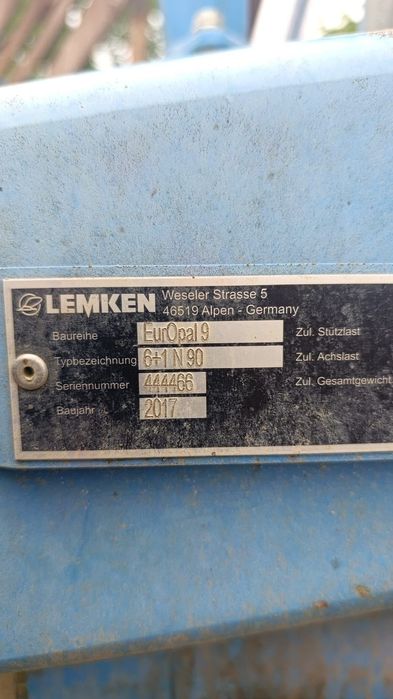 LEMKEN Weseler Strasse 5
46519 Alpen - Germany
Baureihe EurOpal 9 Zul. Stützlast
Typbezeichnung 6+1 N 90 Zul. Achslast
Seriennummer 444466 Zul. Gesamtgewicht
Baujahr 2017